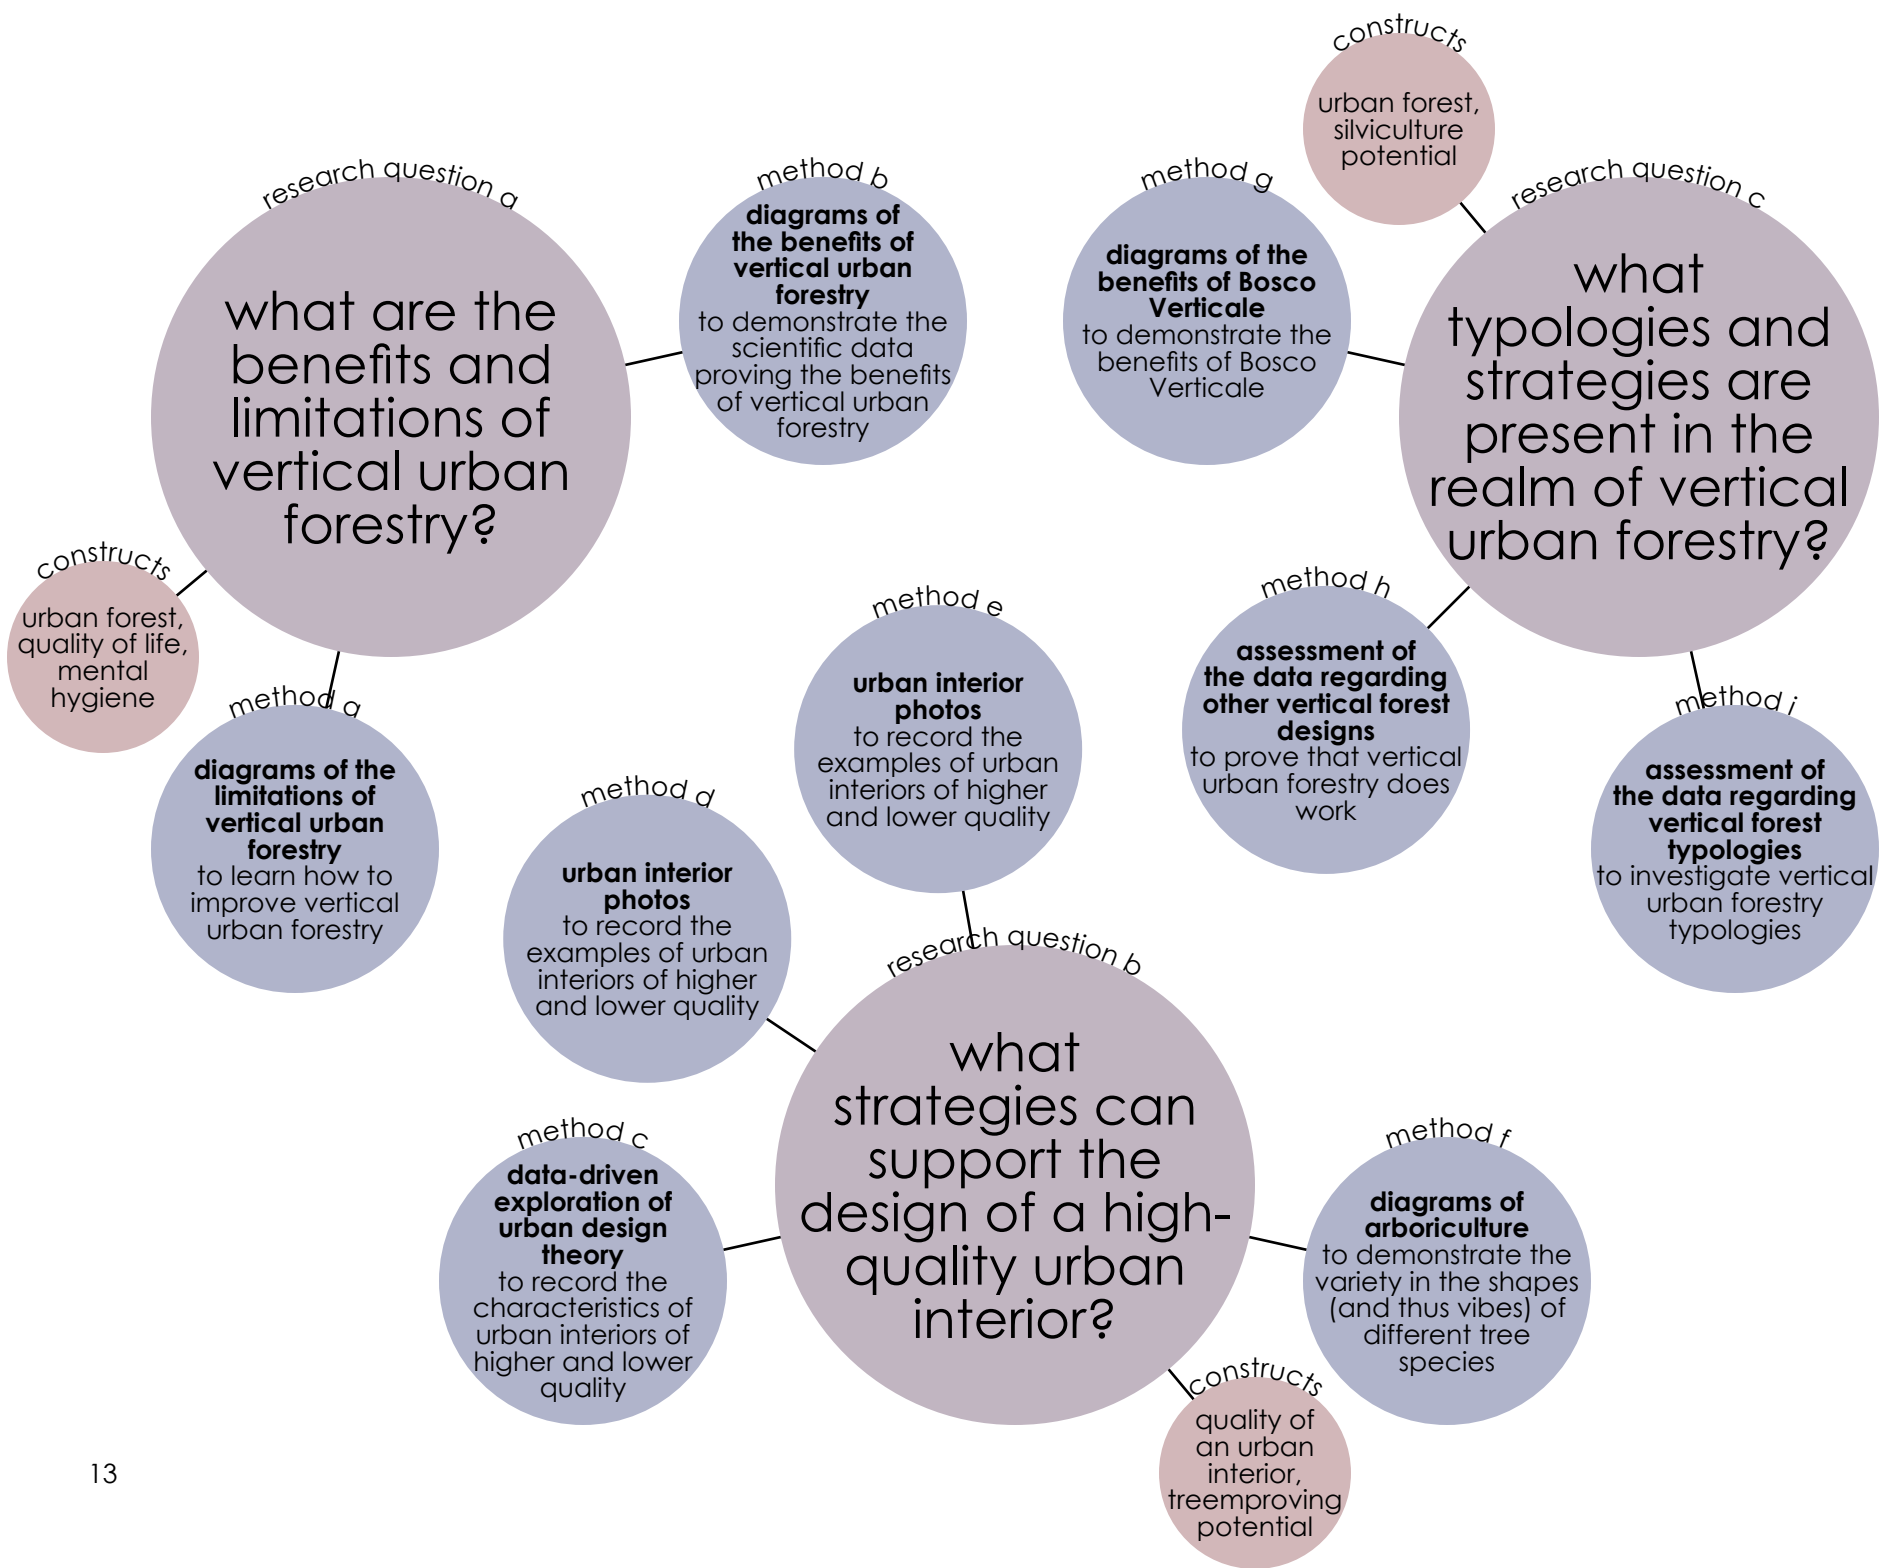 research question a
what are the
benefits and
limitations of
vertical urban
forestry?
method b
diagrams of
the benefits of
vertical urban
forestry
to demonstrate the
scientific data
proving the benefits
of vertical urban
forestry
constructs
urban forest,
quality of life,
mental
hygiene
method a
diagrams of the
limitations of
vertical urban
forestry
to learn how to
improve vertical
urban forestry
constructs
urban forest,
silviculture
potential
research question c
what
typologies and
strategies are
present in the
realm of vertical
urban forestry?
method g
diagrams of the
benefits of Bosco
Verticale
to demonstrate the
benefits of Bosco
Verticale
method h
assessment of
the data regarding
other vertical forest
designs
to prove that vertical
urban forestry does
work
method i
assessment of
the data regarding
vertical forest
typologies
to investigate vertical
urban forestry
typologies
method e
urban interior
photos
to record the
examples of urban
interiors of higher
and lower quality
method d
urban interior
photos
to record the
examples of urban
interiors of higher
and lower quality
research question b
what
strategies can
support the
design of a high-
quality urban
interior?
method c
data-driven
exploration of
urban design
theory
to record the
characteristics of
urban interiors of
higher and lower
quality
method f
diagrams of
arboriculture
to demonstrate the
variety in the shapes
(and thus vibes) of
different tree
species
constructs
quality of
an urban
interior,
treemproving
potential
13